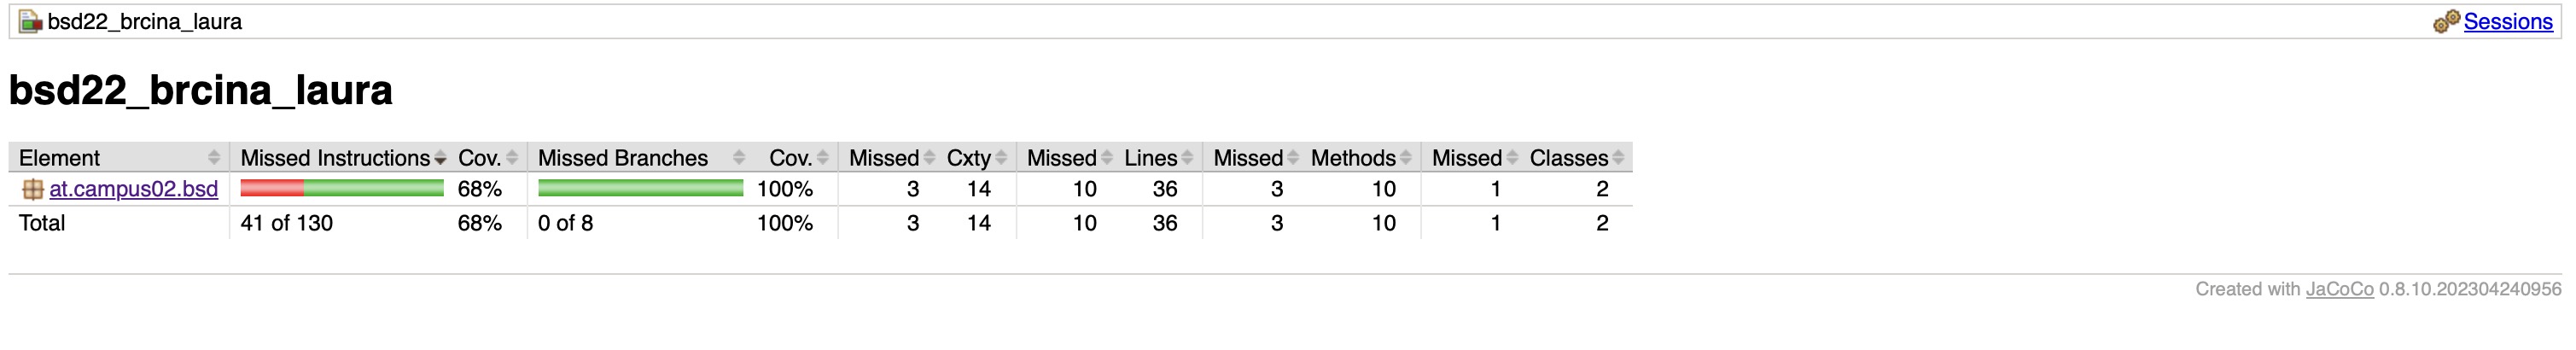 bsd22_brcina_laura Sessions
bsd22_brcina_laura
Element Missed Instructions Cov. Missed Branches Cov. Missed Cxty Missed Lines Missed Methods Missed Classes
at.campus02.bsd 68% 100% 3 14 10 36 3 10 1 2
Total 41 of 130 68% 0 of 8 100% 3 14 10 36 3 10 1 2
Created with JaCoCo 0.8.10.202304240956